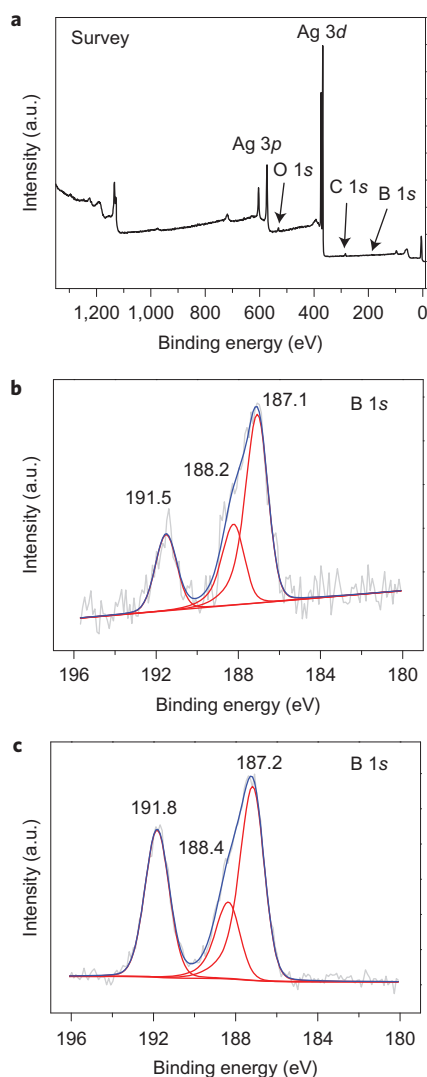 a
Survey
Ag 3d
Ag 3p
O 1s
C 1s
B 1s
Intensity (a.u.)
1,200 1,000 800 600 400 200 0
Binding energy (eV)
b
B 1s
187.1
188.2
191.5
Intensity (a.u.)
196 192 188 184 180
Binding energy (eV)
c
B 1s
187.2
191.8
188.4
Intensity (a.u.)
196 192 188 184 180
Binding energy (eV)